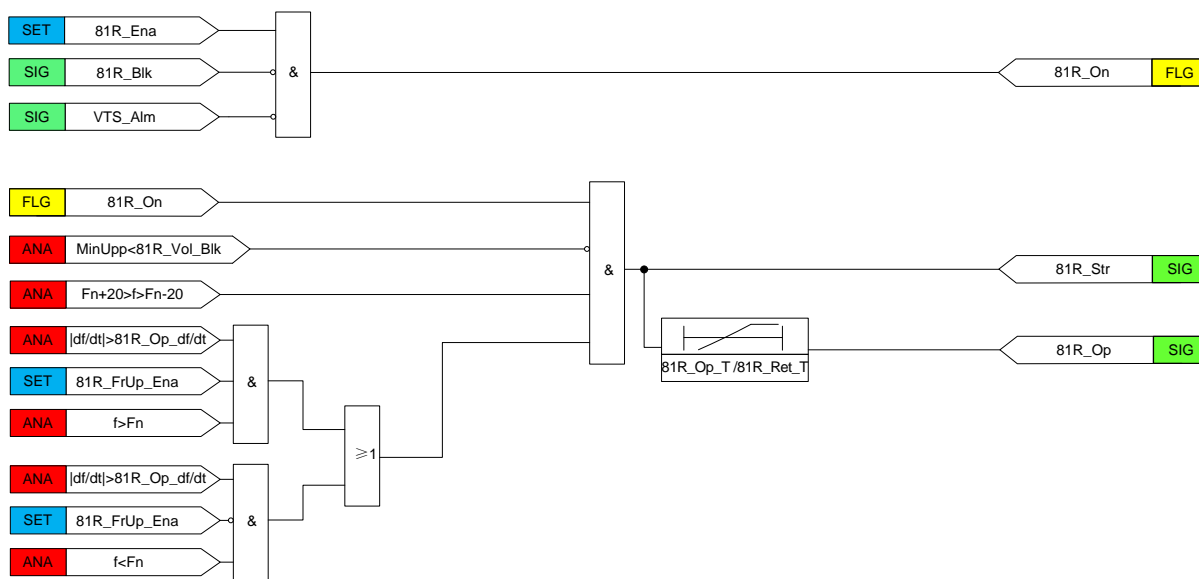 SET 81R_Ena
SIG 81R_Blk
&
81R_On FLG
SIG VTS_Alm
FLG 81R_On
ANA MinUpp<81R_Vol_Blk
&
81R_Str SIG
ANA Fn+20>f>Fn-20
ANA |df/dt|>81R_Op_df/dt
81R_Op_T /81R_Ret_T
81R_Op SIG
SET 81R_FrUp_Ena
&
ANA f>Fn
≥1
ANA |df/dt|>81R_Op_df/dt
SET 81R_FrUp_Ena
&
ANA f<Fn